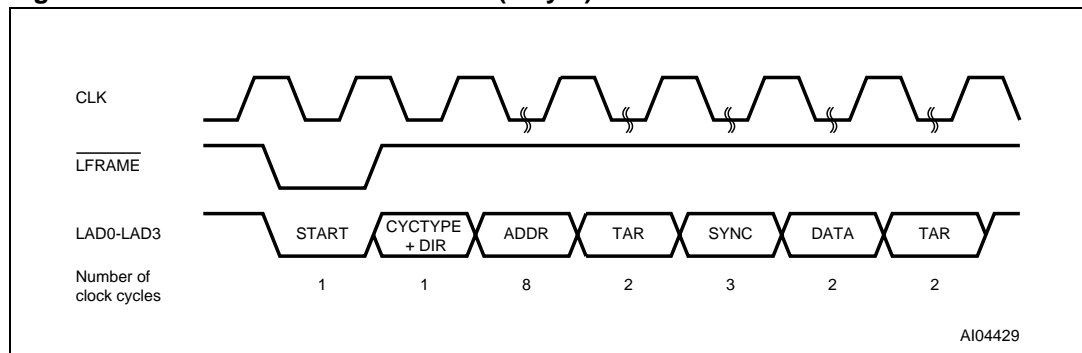 CLK
LFRAME
LAD0-LAD3
START
CYCTYPE
+ DIR
ADDR
TAR
SYNC
DATA
TAR
Number of
clock cycles
1 1 8 2 3 2 2
AI04429